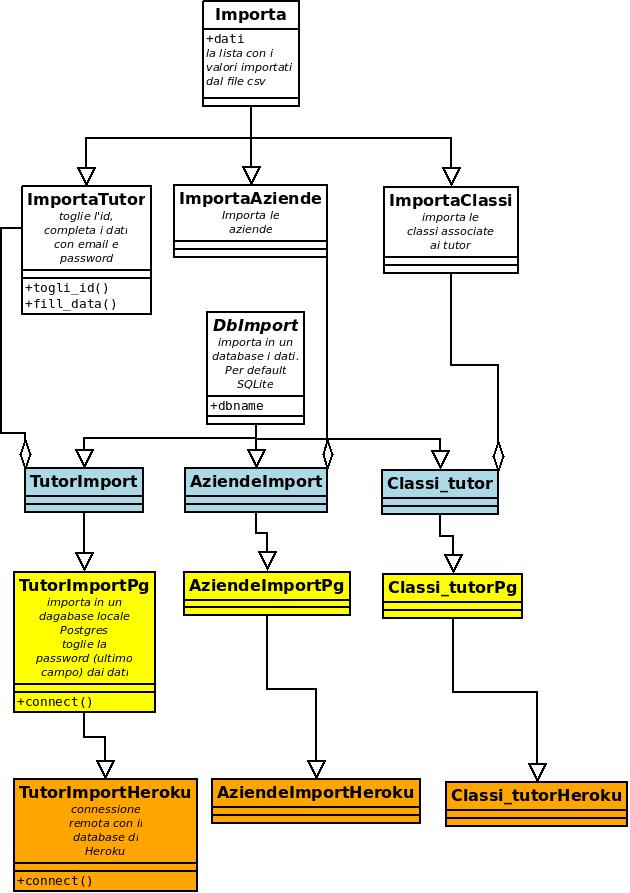 Importa
+dati
la lista con i
valori importati
dal file csv
ImportaTutor
toglie l'id,
completa i dati
con email e
password
+togli_id()
+fill_data()
ImportaAziende
Importa le
aziende
ImportaClassi
importa le
classi associate
ai tutor
DbImport
importa in un
database i dati.
Per default
SQLite
+dbname
TutorImport
AziendeImport
Classi_tutor
TutorImportPg
importa in un
dagabase locale
Postgres
toglie la
password (ultimo
campo) dai dati
+connect()
AziendeImportPg
Classi_tutorPg
TutorImportHeroku
connessione
remota con il
database di
Heroku
+connect()
AziendeImportHeroku
Classi_tutorHeroku